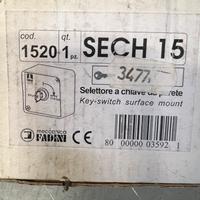 cod. qt.
1520 1 pz. SECH 15
3477
Selettore a chiave da parete
Key-switch surface mount
meccanica
FADINI
80 00000 03592 1